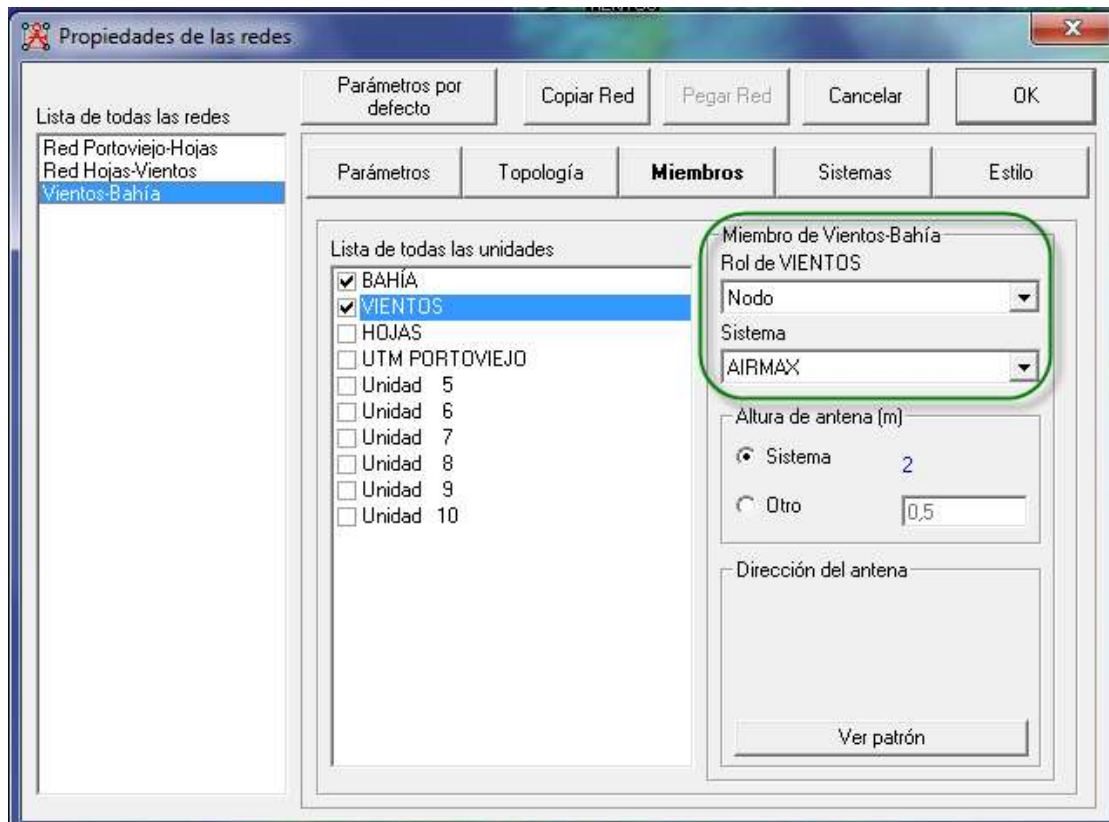 Propiedades de las redes
Lista de todas las redes
Red Portoviejo-Hojas
Red Hojas-Vientos
Vientos-Bahía
Parámetros por
defecto
Copiar Red
Pegar Red
Cancelar
OK
Parámetros
Topología
Miembros
Sistemas
Estilo
Lista de todas las unidades
BAHÍA
VIENTOS
HOJAS
UTM PORTOVIEJO
Unidad 5
Unidad 6
Unidad 7
Unidad 8
Unidad 9
Unidad 10
Miembro de Vientos-Bahía
Rol de VIENTOS
Nodo
Sistema
AIRMAX
Altura de antena (m)
Sistema 2
Otro 0,5
Dirección del antena
Ver patrón